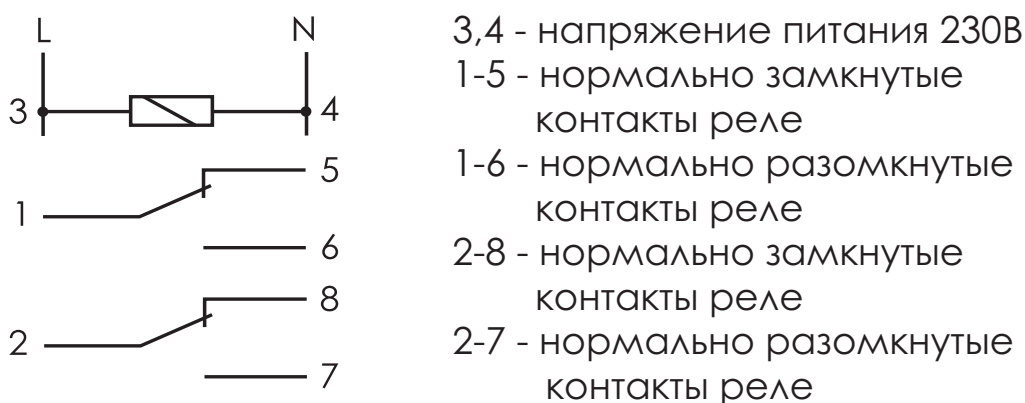 L N
3 4
5
1
6
8
2
7
3,4 - напряжение питания 230В
1-5 - нормально замкнутые
контакты реле
1-6 - нормально разомкнутые
контакты реле
2-8 - нормально замкнутые
контакты реле
2-7 - нормально разомкнутые
контакты реле